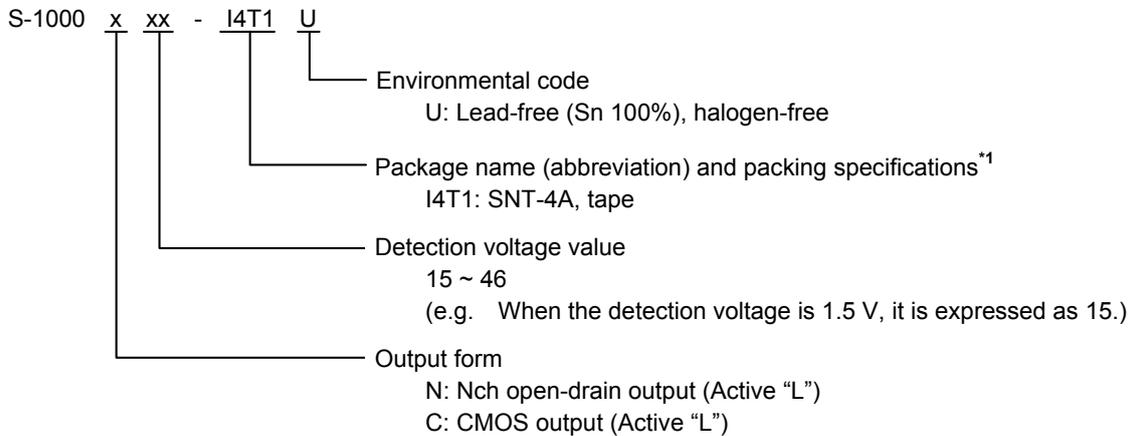 S-1000 x xx - I4T1 U
Environmental code
U: Lead-free (Sn 100%), halogen-free
Package name (abbreviation) and packing specifications*1
I4T1: SNT-4A, tape
Detection voltage value
15 ~ 46
(e.g. When the detection voltage is 1.5 V, it is expressed as 15.)
Output form
N: Nch open-drain output (Active “L”)
C: CMOS output (Active “L”)